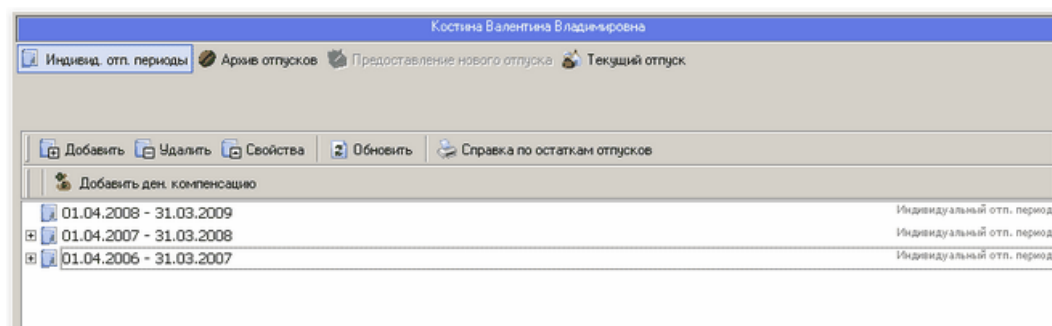 Костина Валентина Владимировна
Индивид. отп. периоды Архив отпусков Предоставление нового отпуска Текущий отпуск
Добавить Удалить Свойства Обновить Справка по остаткам отпусков
Добавить ден. компенсацию
01.04.2008 - 31.03.2009 Индивидуальный отп. период
01.04.2007 - 31.03.2008 Индивидуальный отп. период
01.04.2006 - 31.03.2007 Индивидуальный отп. период